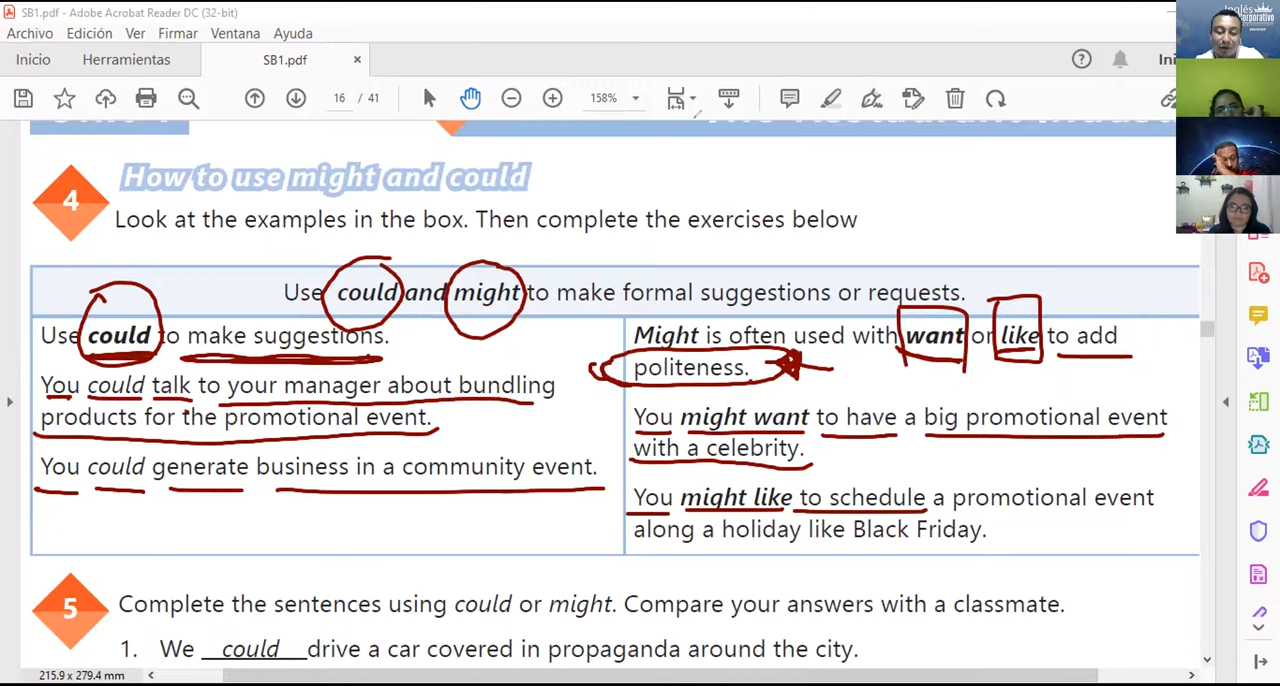 SB1.pdf - Adobe Acrobat Reader DC (32-bit)
Archivo Edición Ver Firmar Ventana Ayuda
Inicio Herramientas SB1.pdf × Ini
16 / 41 158%
Inglés
Corporativo
4 How to use might and could
Look at the examples in the box. Then complete the exercises below
Use could and might to make formal suggestions or requests.
Use could to make suggestions.
You could talk to your manager about bundling
products for the promotional event.
You could generate business in a community event.
Might is often used with want or like to add
politeness.
You might want to have a big promotional event
with a celebrity.
You might like to schedule a promotional event
along a holiday like Black Friday.
5 Complete the sentences using could or might. Compare your answers with a classmate.
1. We could drive a car covered in propaganda around the city.
215.9 x 279.4 mm